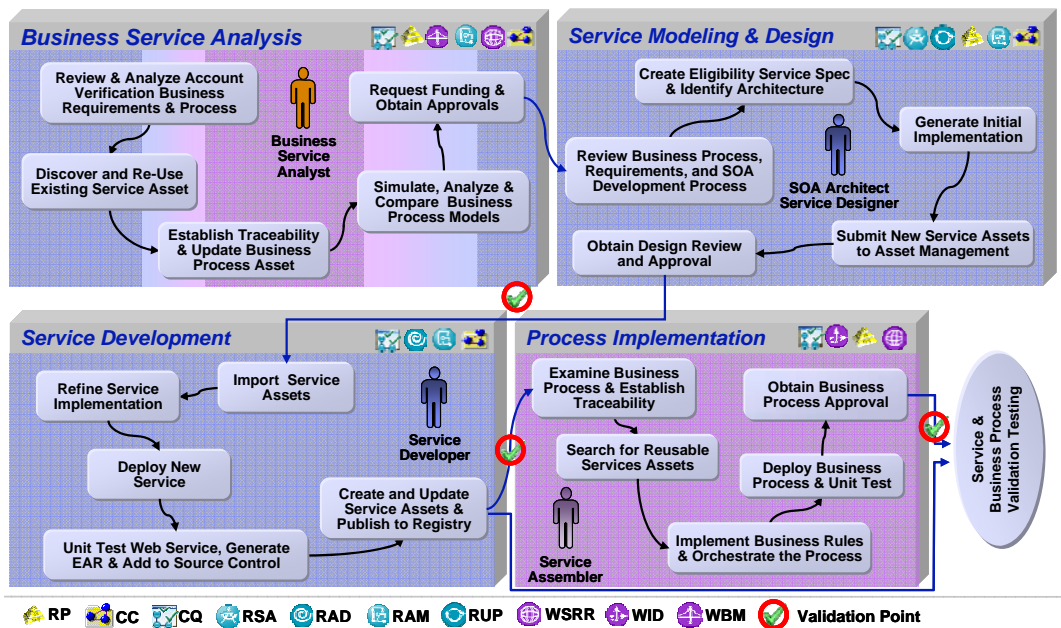 Business Service Analysis
Review & Analyze Account
Verification Business
Requirements & Process
Discover and Re-Use
Existing Service Asset
Establish Traceability
& Update Business
Process Asset
Simulate, Analyze &
Compare Business
Process Models
Request Funding &
Obtain Approvals
Business
Service
Analyst
Service Modeling & Design
Review Business Process,
Requirements, and SOA
Development Process
Create Eligibility Service Spec
& Identify Architecture
Generate Initial
Implementation
Submit New Service Assets
to Asset Management
Obtain Design Review
and Approval
SOA Architect
Service Designer
Service Development
Import Service
Assets
Refine Service
Implementation
Deploy New
Service
Unit Test Web Service, Generate
EAR & Add to Source Control
Create and Update
Service Assets &
Publish to Registry
Service
Developer
Process Implementation
Examine Business
Process & Establish
Traceability
Search for Reusable
Services Assets
Implement Business Rules
& Orchestrate the Process
Deploy Business
Process & Unit Test
Obtain Business
Process Approval
Service
Assembler
Service &
Business Process
Validation Testing
RP CC CQ RSA RAD RAM RUP WSRR WID WBM Validation Point